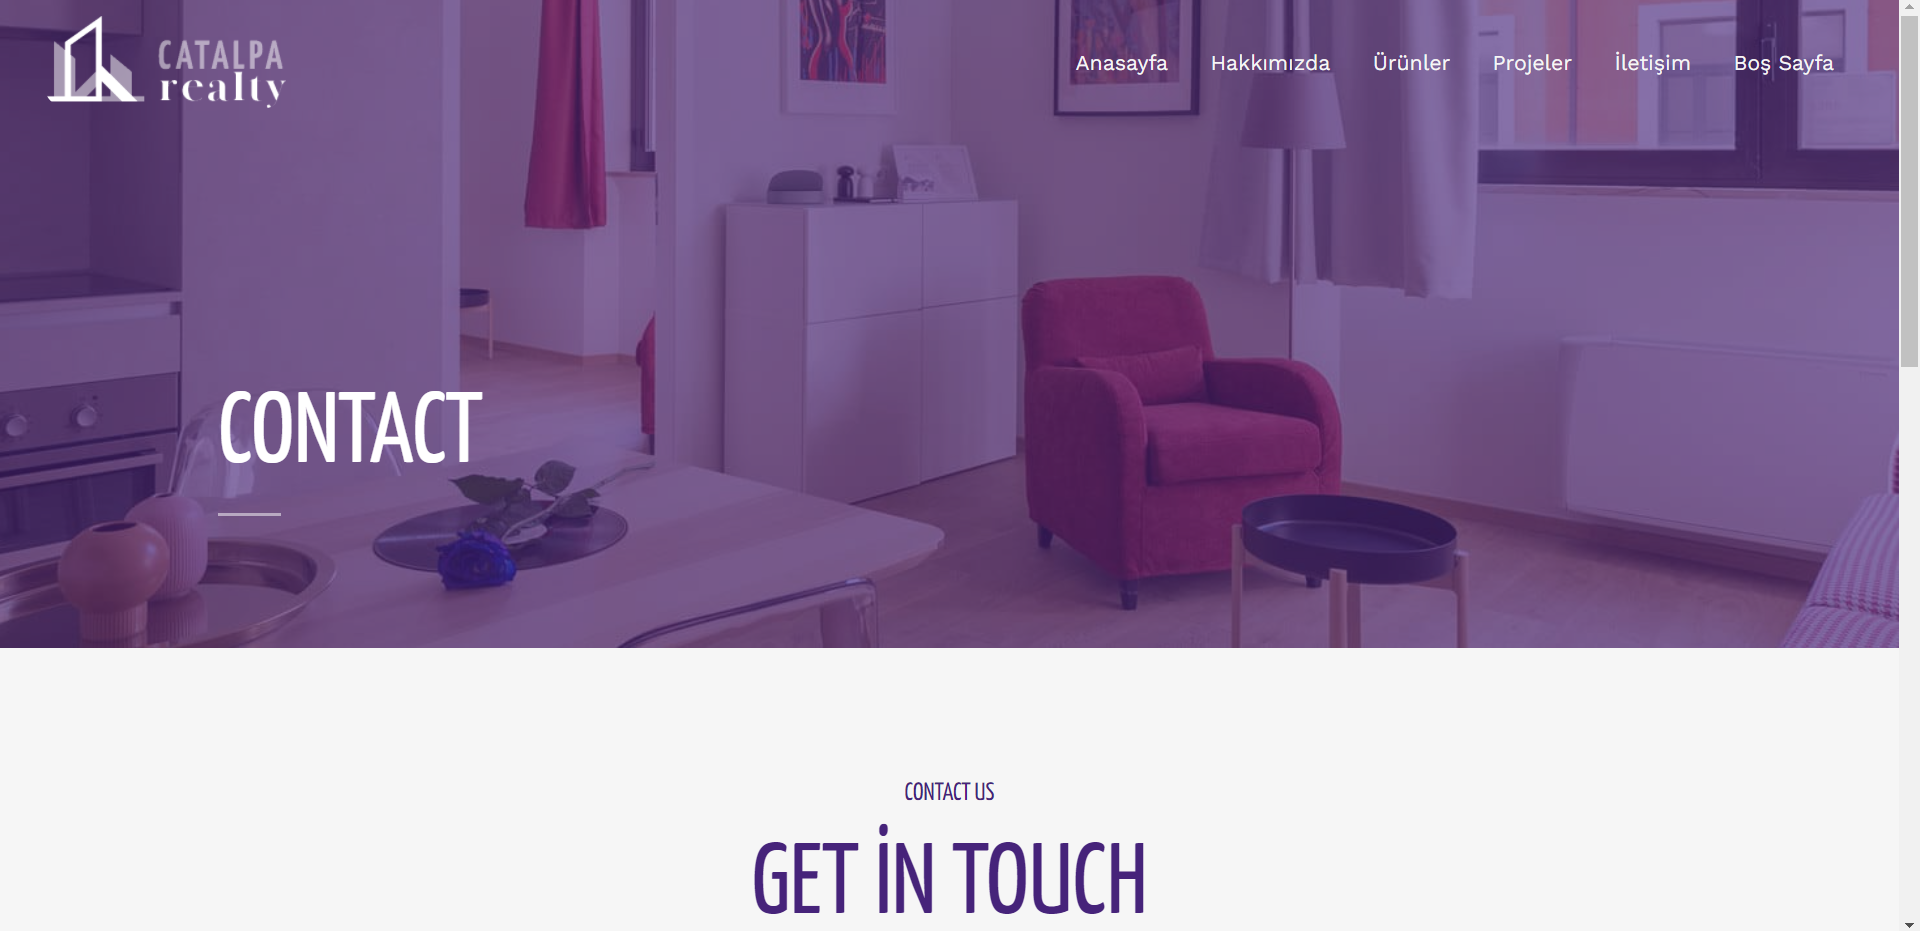 CATALPA
realty
Anasayfa Hakkımızda Ürünler Projeler İletişim Boş Sayfa
CONTACT
CONTACT US
GET İN TOUCH